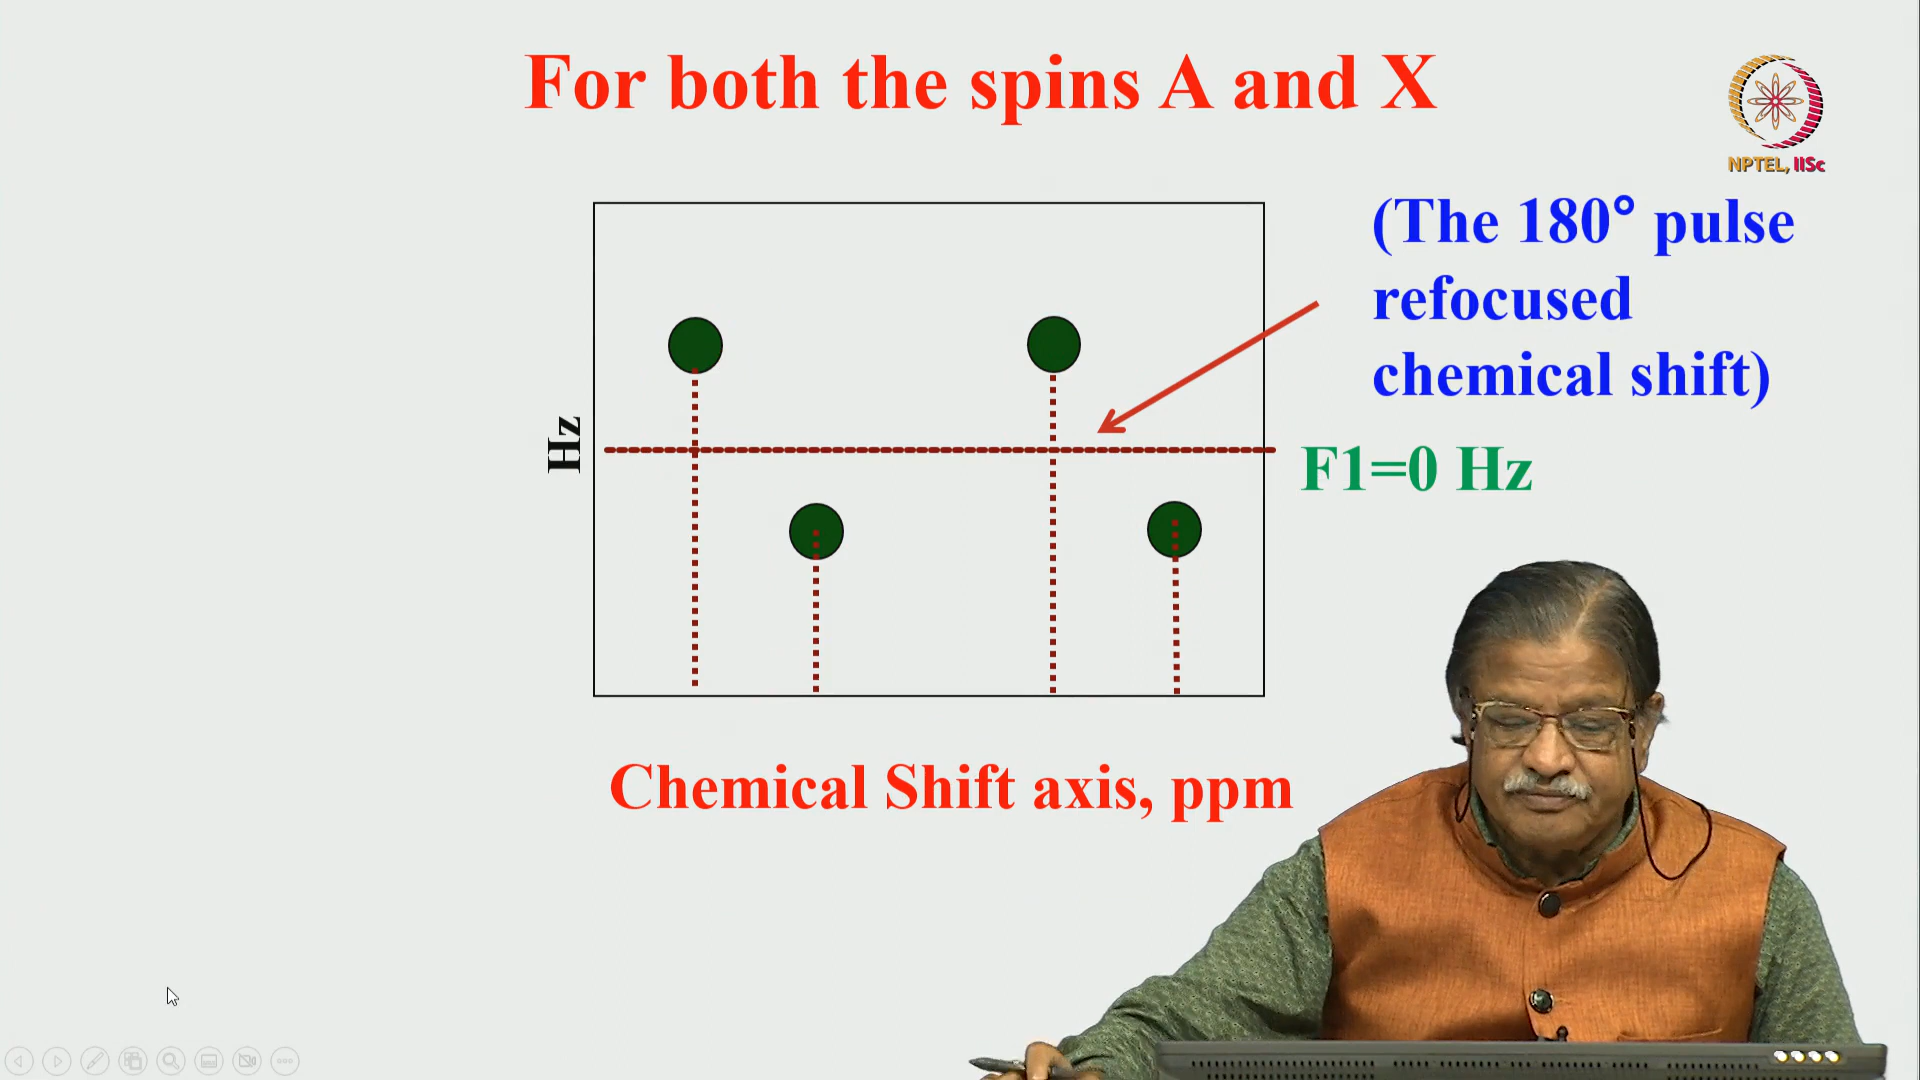 For both the spins A and X
NPTEL, IISc
(The 180° pulse
refocused
chemical shift)
Hz
F1=0 Hz
Chemical Shift axis, ppm